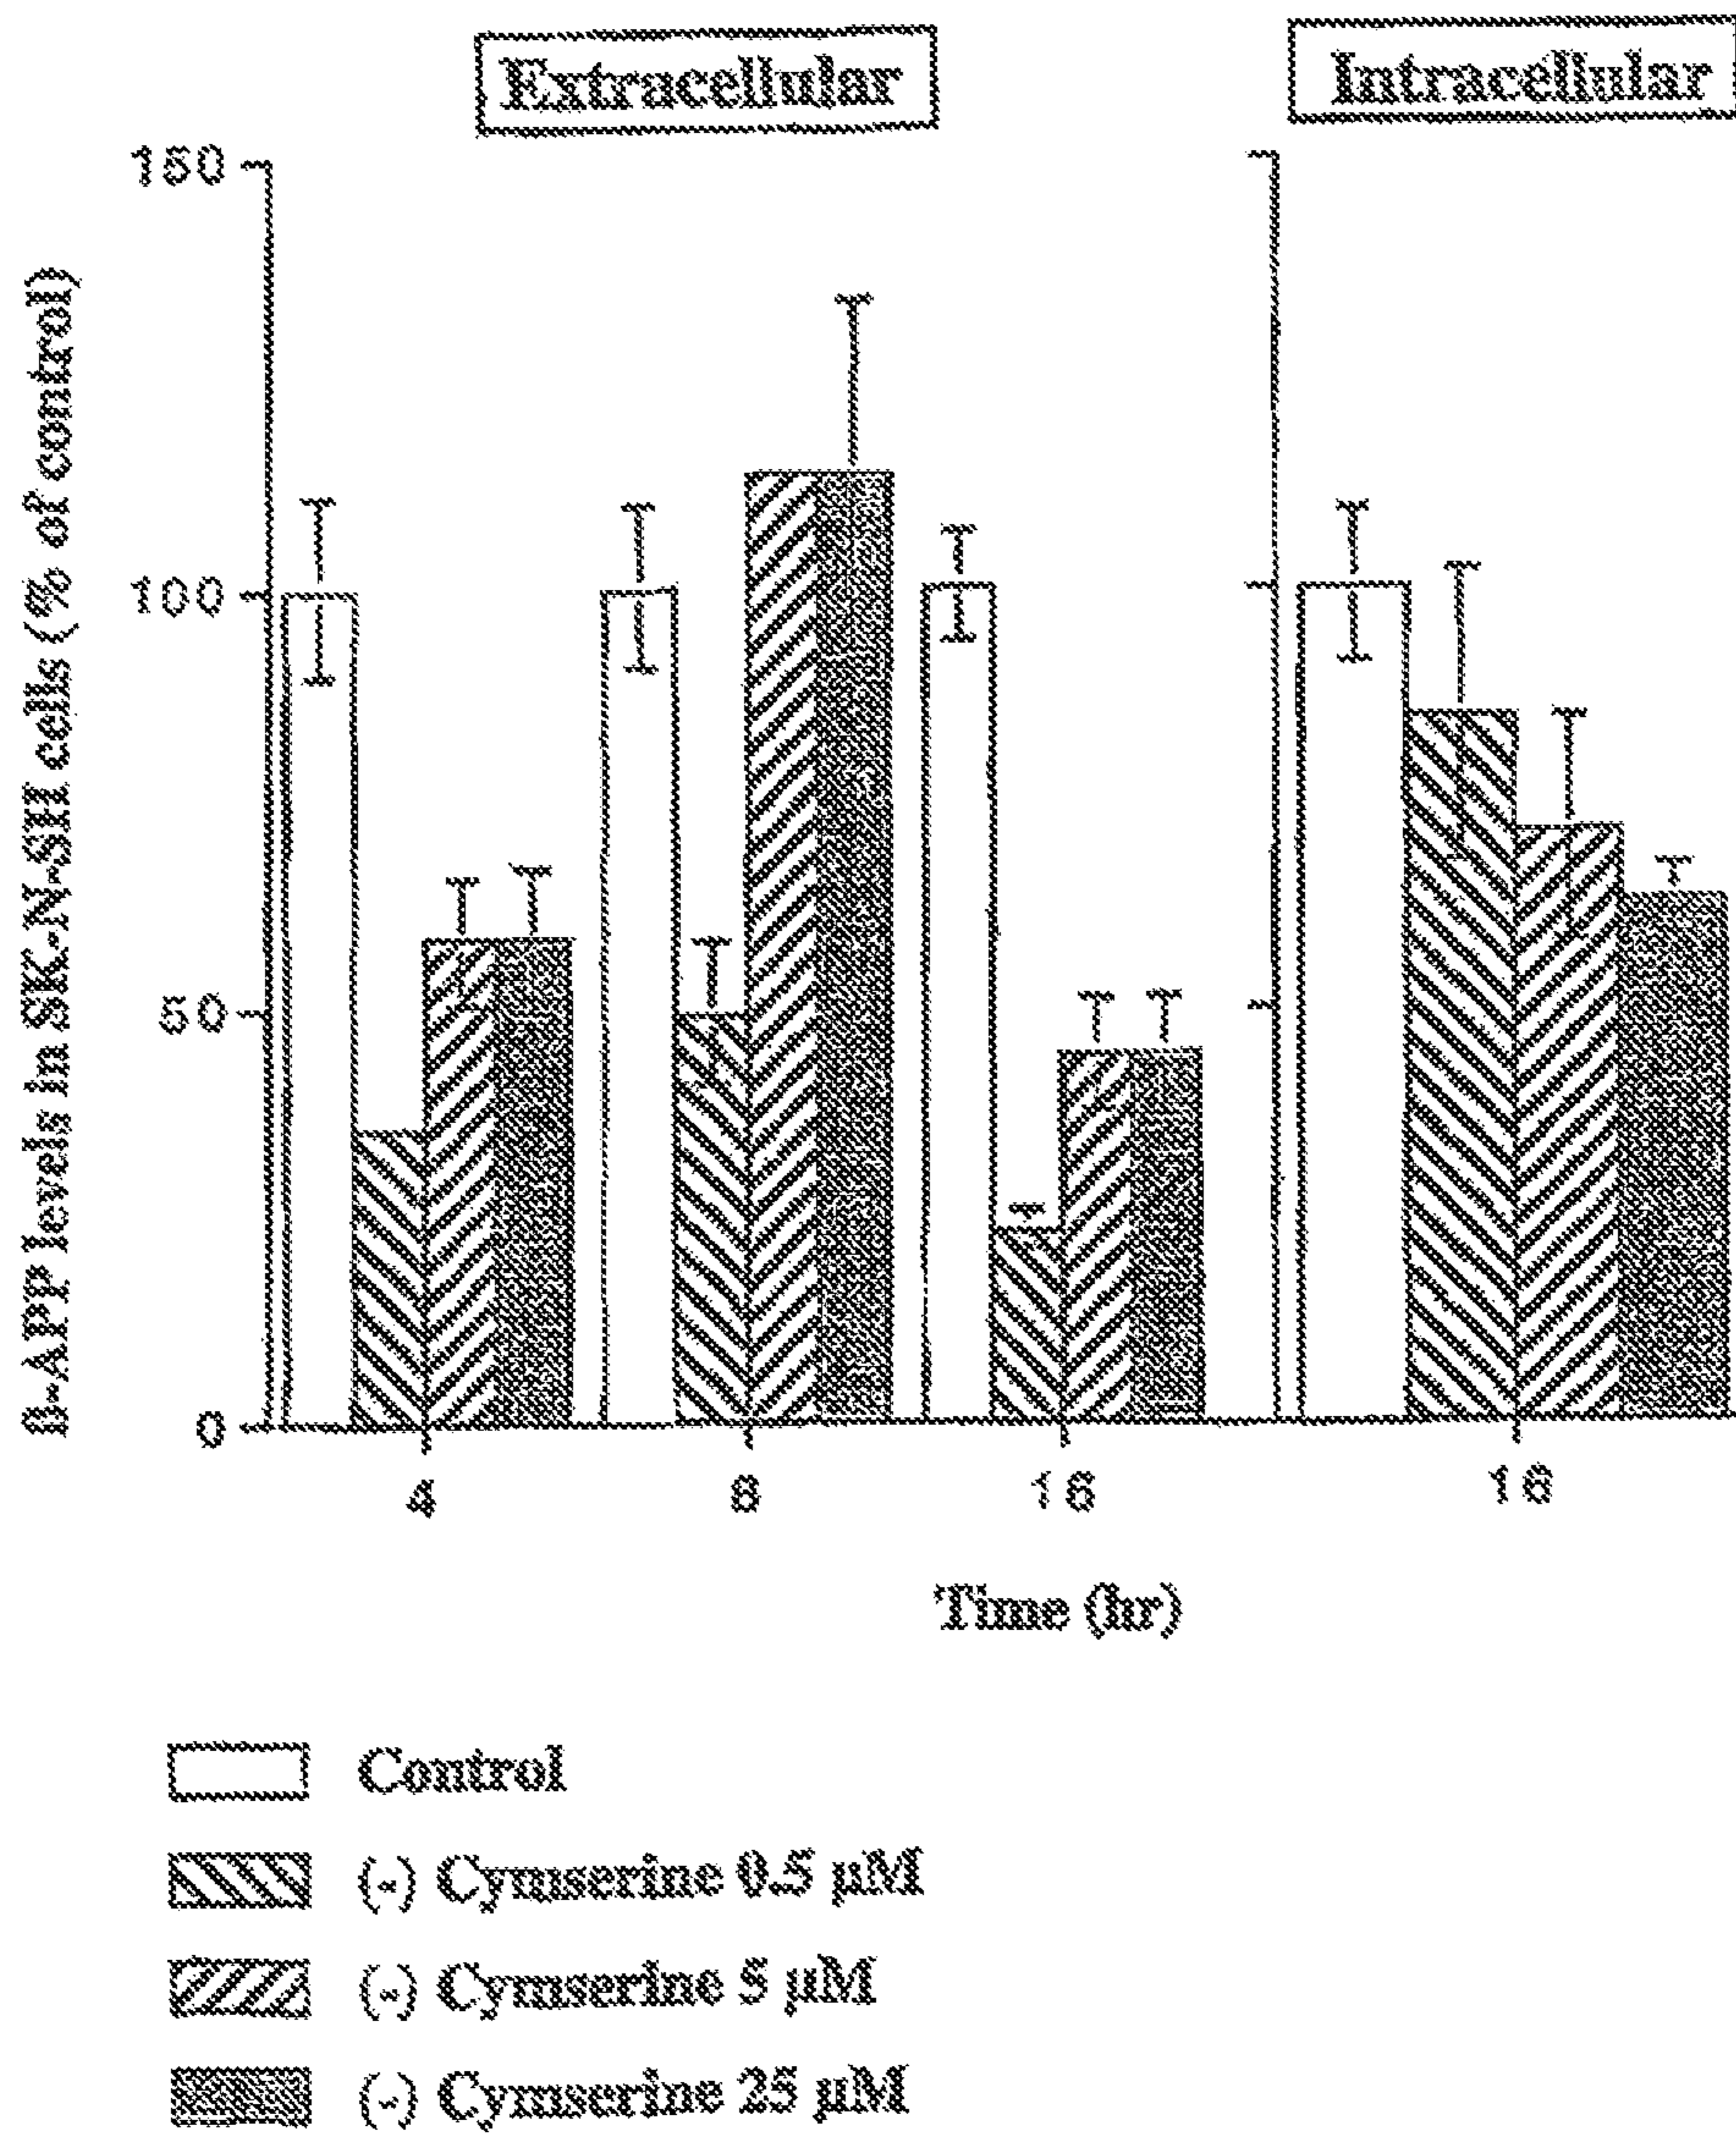 Extracellular
Intracellular
150
100
50
0
β-APP levels in SK-N-SH cells (% of control)
4
8
16
16
Time (hr)
Control
(-) Cymserine 0.5 µM
(-) Cymserine 5 µM
(-) Cymserine 25 µM